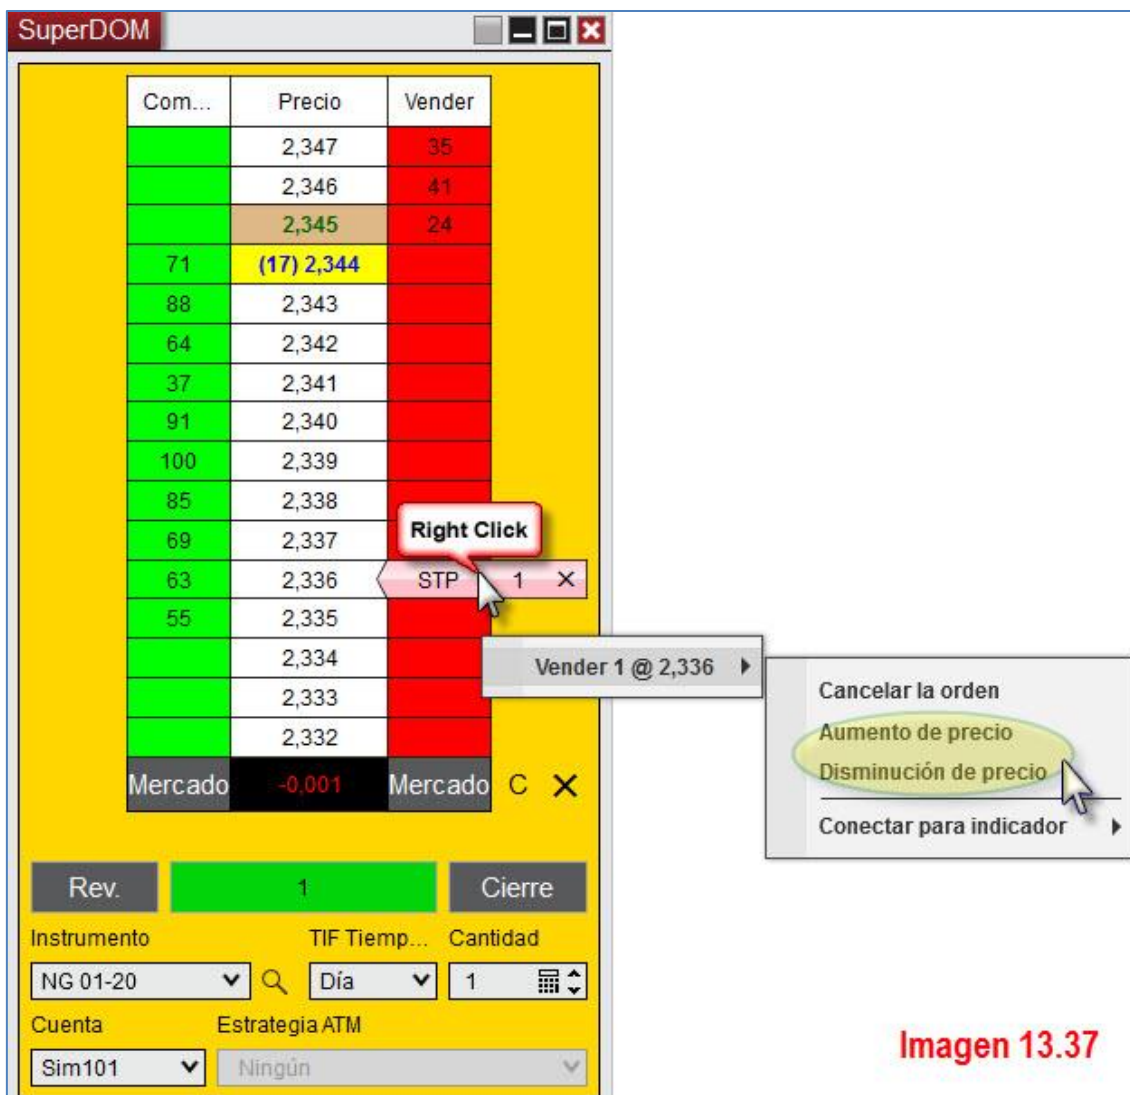 SuperDOM
Com... Precio Vender
2,347 35
2,346 41
2,345 24
71 (17) 2,344
88 2,343
64 2,342
37 2,341
91 2,340
100 2,339
85 2,338
69 2,337
Right Click
63 2,336 STP 1 X
55 2,335
2,334
Vender 1 @ 2,336
2,333
2,332
Cancelar la orden
Aumento de precio
Disminución de precio
Conectar para indicador
Mercado -0,001 Mercado C X
Rev. 1 Cierre
Instrumento TIF Tiemp... Cantidad
NG 01-20 Día 1
Cuenta Estrategia ATM
Sim101 Ningún
Imagen 13.37